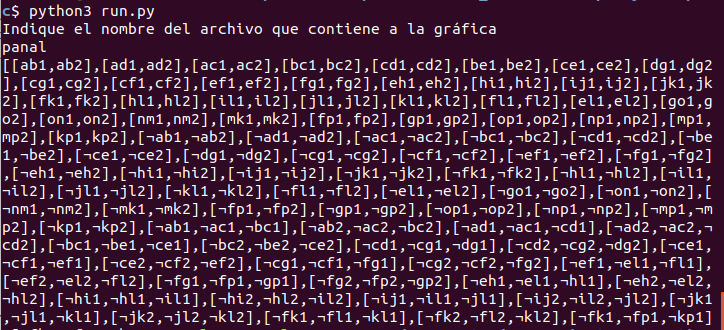 c$ python3 run.py
Indique el nombre del archivo que contiene a la gráfica
panal
[[ab1,ab2],[ad1,ad2],[ac1,ac2],[bc1,bc2],[cd1,cd2],[be1,be2],[ce1,ce2],[dg1,dg2
],[cg1,cg2],[cf1,cf2],[ef1,ef2],[fg1,fg2],[eh1,eh2],[hi1,hi2],[ij1,ij2],[jk1,jk
2],[fk1,fk2],[hl1,hl2],[il1,il2],[jl1,jl2],[kl1,kl2],[fl1,fl2],[el1,el2],[go1,g
o2],[on1,on2],[nm1,nm2],[mk1,mk2],[fp1,fp2],[gp1,gp2],[op1,op2],[np1,np2],[mp1,
mp2],[kp1,kp2],[¬ab1,¬ab2],[¬ad1,¬ad2],[¬ac1,¬ac2],[¬bc1,¬bc2],[¬cd1,¬cd2],[¬be
1,¬be2],[¬ce1,¬ce2],[¬dg1,¬dg2],[¬cg1,¬cg2],[¬cf1,¬cf2],[¬ef1,¬ef2],[¬fg1,¬fg2]
,[¬eh1,¬eh2],[¬hi1,¬hi2],[¬ij1,¬ij2],[¬jk1,¬jk2],[¬fk1,¬fk2],[¬hl1,¬hl2],[¬il1,
¬il2],[¬jl1,¬jl2],[¬kl1,¬kl2],[¬fl1,¬fl2],[¬el1,¬el2],[¬go1,¬go2],[¬on1,¬on2],[
¬nm1,¬nm2],[¬mk1,¬mk2],[¬fp1,¬fp2],[¬gp1,¬gp2],[¬op1,¬op2],[¬np1,¬np2],[¬mp1,¬m
p2],[¬kp1,¬kp2],[¬ab1,¬ac1,¬bc1],[¬ab2,¬ac2,¬bc2],[¬ad1,¬ac1,¬cd1],[¬ad2,¬ac2,¬
cd2],[¬bc1,¬be1,¬ce1],[¬bc2,¬be2,¬ce2],[¬cd1,¬cg1,¬dg1],[¬cd2,¬cg2,¬dg2],[¬ce1,
¬cf1,¬ef1],[¬ce2,¬cf2,¬ef2],[¬cg1,¬cf1,¬fg1],[¬cg2,¬cf2,¬fg2],[¬ef1,¬el1,¬fl1],
[¬ef2,¬el2,¬fl2],[¬fg1,¬fp1,¬gp1],[¬fg2,¬fp2,¬gp2],[¬eh1,¬el1,¬hl1],[¬eh2,¬el2,
¬hl2],[¬hi1,¬hl1,¬il1],[¬hi2,¬hl2,¬il2],[¬ij1,¬il1,¬jl1],[¬ij2,¬il2,¬jl2],[¬jk1
,¬jl1,¬kl1],[¬jk2,¬jl2,¬kl2],[¬fk1,¬fl1,¬kl1],[¬fk2,¬fl2,¬kl2],[¬fk1,¬fp1,¬kp1]